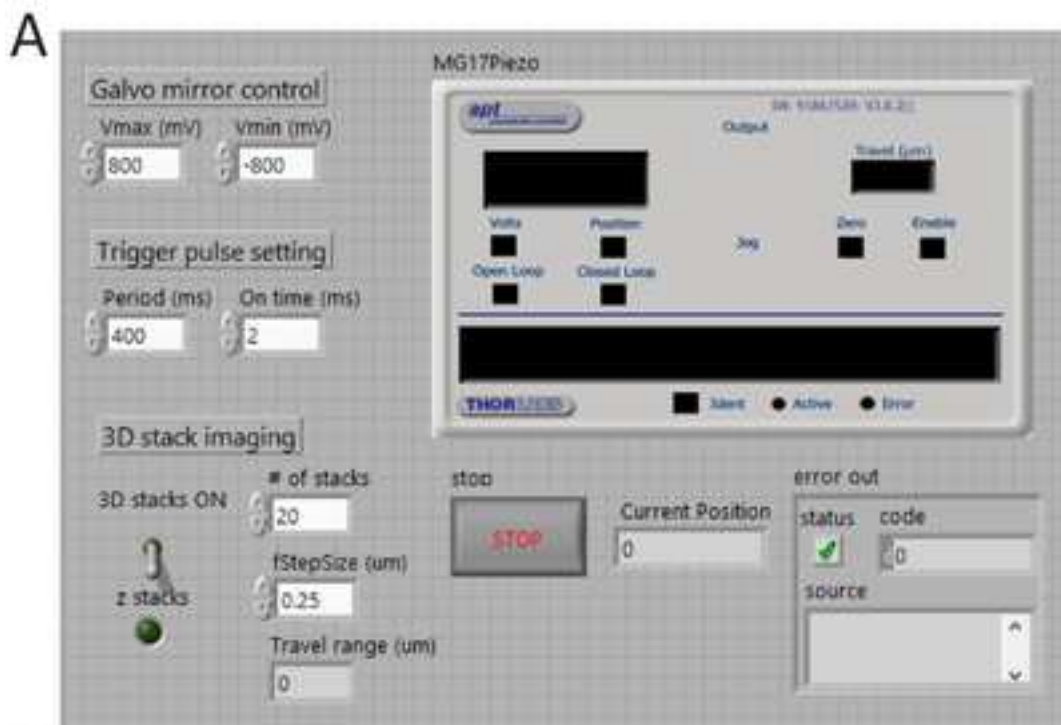 A
Galvo mirror control
Vmax (mV)
Vmin (mV)
800
-800
Trigger pulse setting
Period (ms)
On time (ms)
400
2
3D stack imaging
3D stacks ON
# of stacks
20
z stacks
fStepSize (um)
0.25
Travel range (um)
0
MG17Piezo
apt
Output
Travel (µm)
Volts
Position
Zero
Enable
Jog
Open Loop
Closed Loop
THORLABS
Ident
Active
Error
stop
STOP
Current Position
0
error out
status
code
0
source